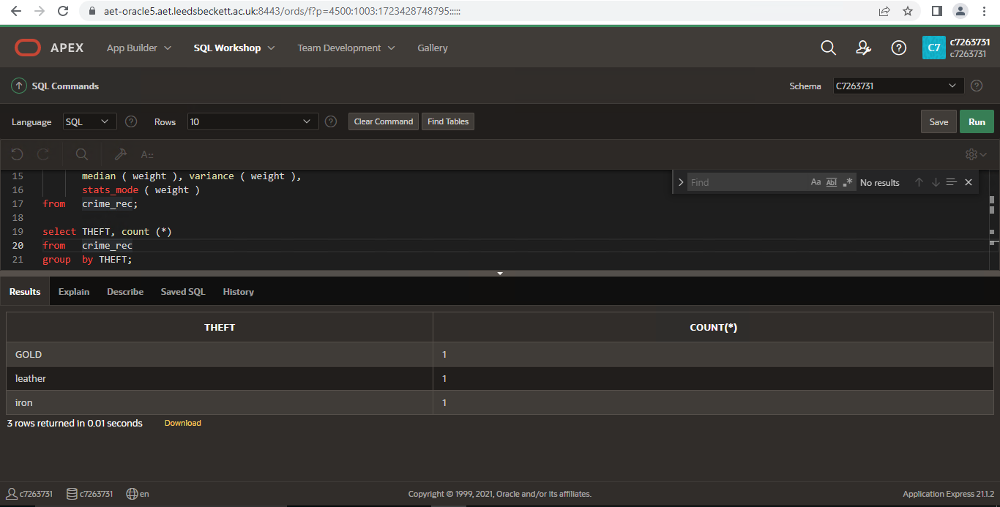 aet-oracle5.aet.leedsbeckett.ac.uk:8443/ords/f?p=4500:1003:1723428748795:::::
APEX App Builder SQL Workshop Team Development Gallery C7 c7263731
c7263731
SQL Commands Schema C7263731
Language SQL Rows 10 Clear Command Find Tables Save Run
A::
15 median ( weight ), variance ( weight ),
16 stats_mode ( weight )
17 from crime_rec;
18
19 select THEFT, count (*)
20 from crime_rec
21 group by THEFT;
Find Aa Abl .* No results
Results Explain Describe Saved SQL History
THEFT COUNT(*)
GOLD 1
leather 1
iron 1
3 rows returned in 0.01 seconds Download
c7263731 c7263731 en Copyright © 1999, 2021, Oracle and/or its affiliates. Application Express 21.1.2